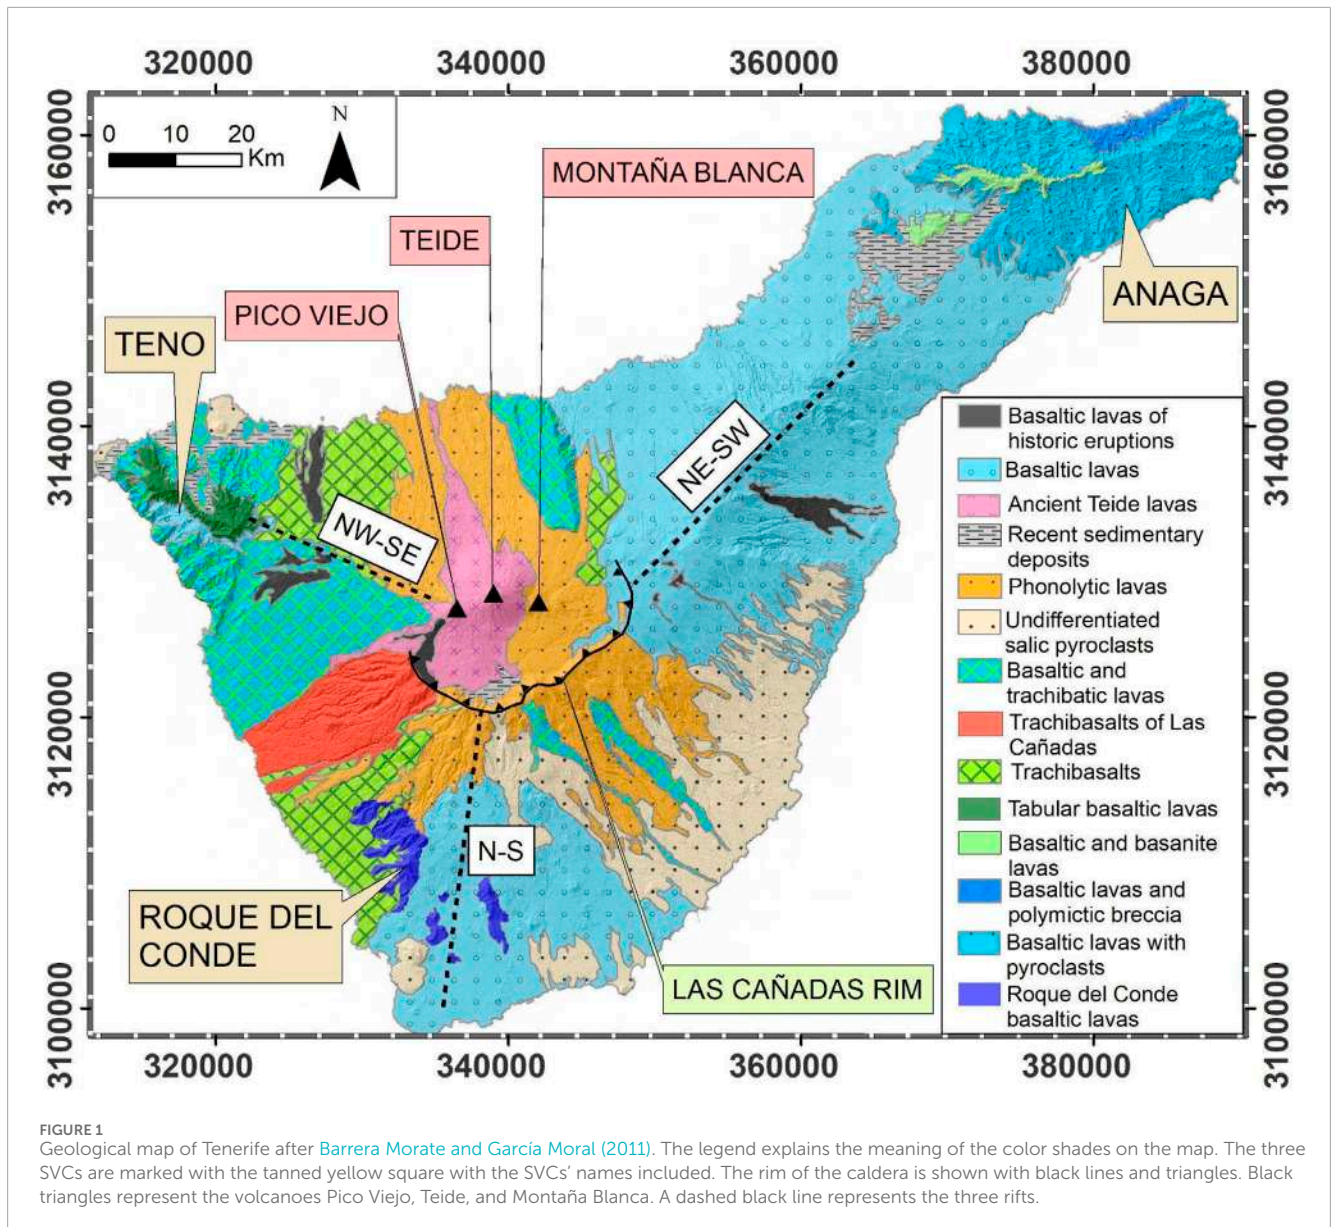 320000 340000 360000 380000
3160000
3140000
3120000
3100000
0 10 20
Km
N
MONTAÑA BLANCA
TEIDE
PICO VIEJO
TENO
ANAGA
NW-SE
NE-SW
N-S
ROQUE DEL
CONDE
LAS CAÑADAS RIM
Basaltic lavas of
historic eruptions
Basaltic lavas
Ancient Teide lavas
Recent sedimentary
deposits
Phonolytic lavas
Undifferentiated
salic pyroclasts
Basaltic and
trachibatic lavas
Trachibasalts of Las
Cañadas
Trachibasalts
Tabular basaltic lavas
Basaltic and basanite
lavas
Basaltic lavas and
polymictic breccia
Basaltic lavas with
pyroclasts
Roque del Conde
basaltic lavas
3160000
3140000
3120000
3100000
320000 340000 360000 380000
FIGURE 1
Geological map of Tenerife after Barrera Morate and García Moral (2011). The legend explains the meaning of the color shades on the map. The three
SVCs are marked with the tanned yellow square with the SVCs' names included. The rim of the caldera is shown with black lines and triangles. Black
triangles represent the volcanoes Pico Viejo, Teide, and Montaña Blanca. A dashed black line represents the three rifts.